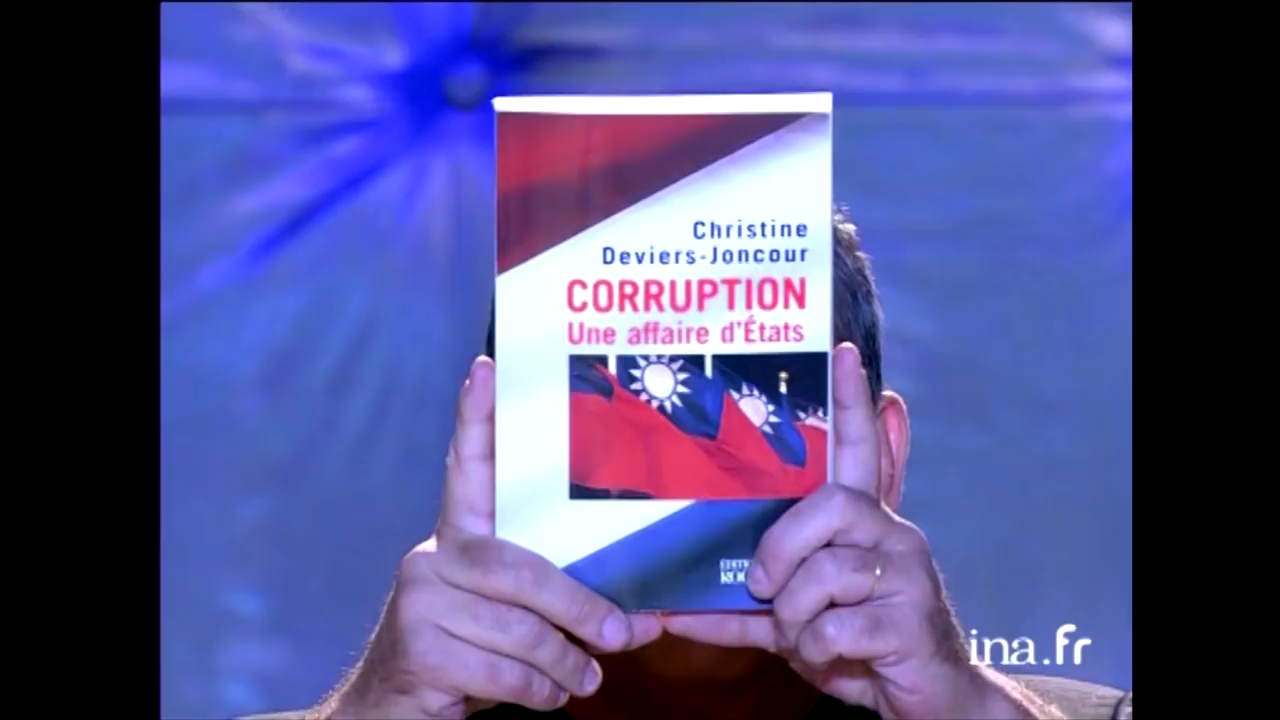 Christine
Deviers-Joncour
CORRUPTION
Une affaire d'États
ina.fr